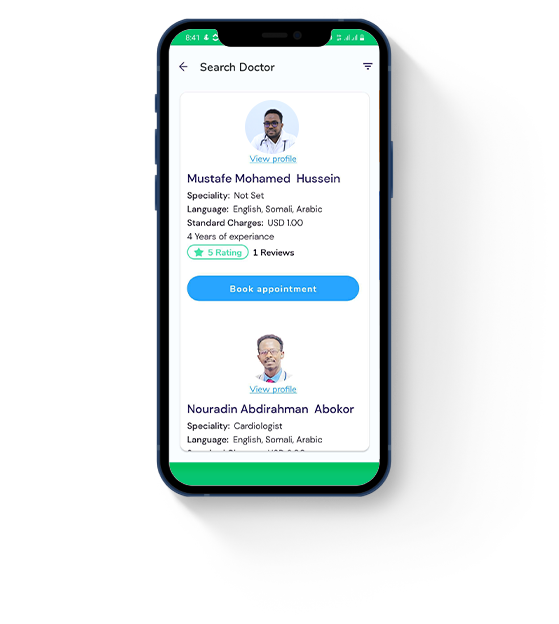 8:41
Search Doctor
View profile
Mustafe Mohamed Hussein
Speciality: Not Set
Language: English, Somali, Arabic
Standard Charges: USD 1.00
4 Years of experiance
5 Rating 1 Reviews
Book appointment
View profile
Nouradin Abdirahman Abokor
Speciality: Cardiologist
Language: English, Somali, Arabic